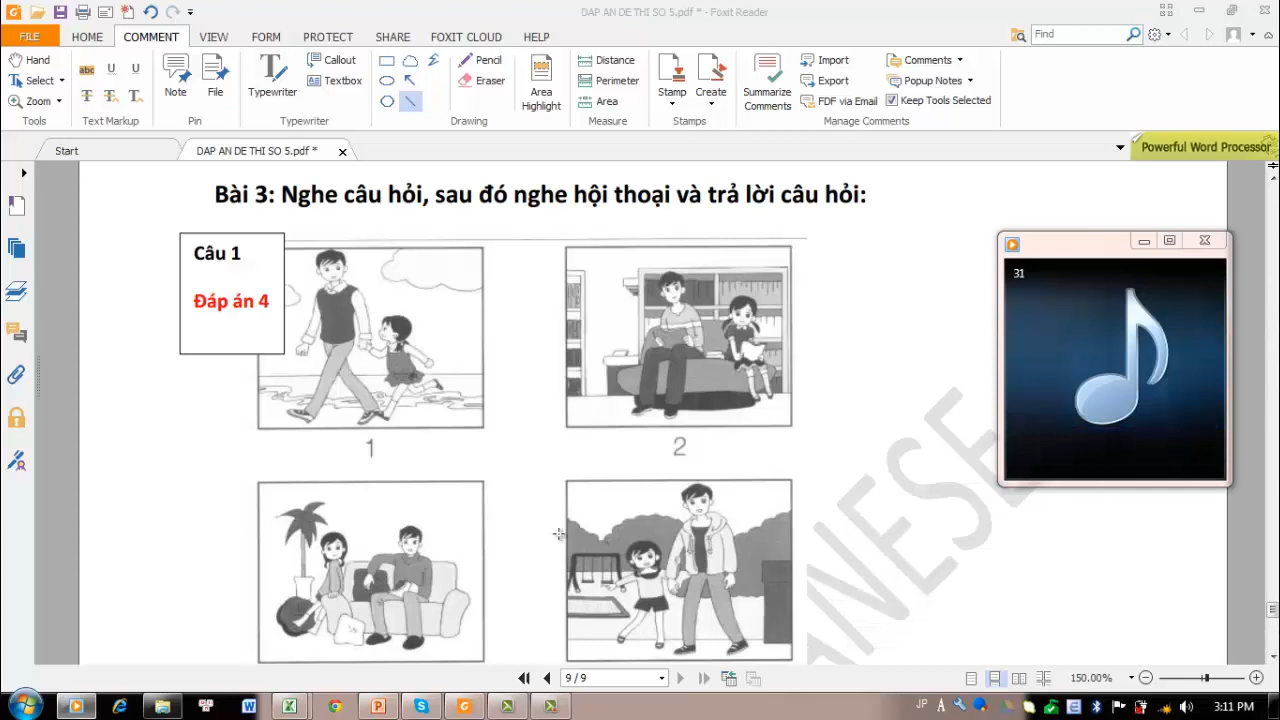 DAP AN DE THI SO 5.pdf * - Foxit Reader
FILE HOME COMMENT VIEW FORM PROTECT SHARE FOXIT CLOUD HELP
Find
Hand
Select
Zoom
Tools
abc U U
T T T
Text Markup
Note
File
Pin
Typewriter
Callout
Textbox
Typewriter
Pencil
Eraser
Area Highlight
Drawing
Distance
Perimeter
Area
Measure
Stamp
Create
Stamps
Summarize Comments
Import
Export
FDF via Email
Comments
Popup Notes
Keep Tools Selected
Manage Comments
Start
DAP AN DE THI SO 5.pdf *
Powerful Word Processor
Bài 3: Nghe câu hỏi, sau đó nghe hội thoại và trả lời câu hỏi:
Câu 1
Đáp án 4
1
2
31
ANESE
9 / 9
150.00%
JP
3:11 PM